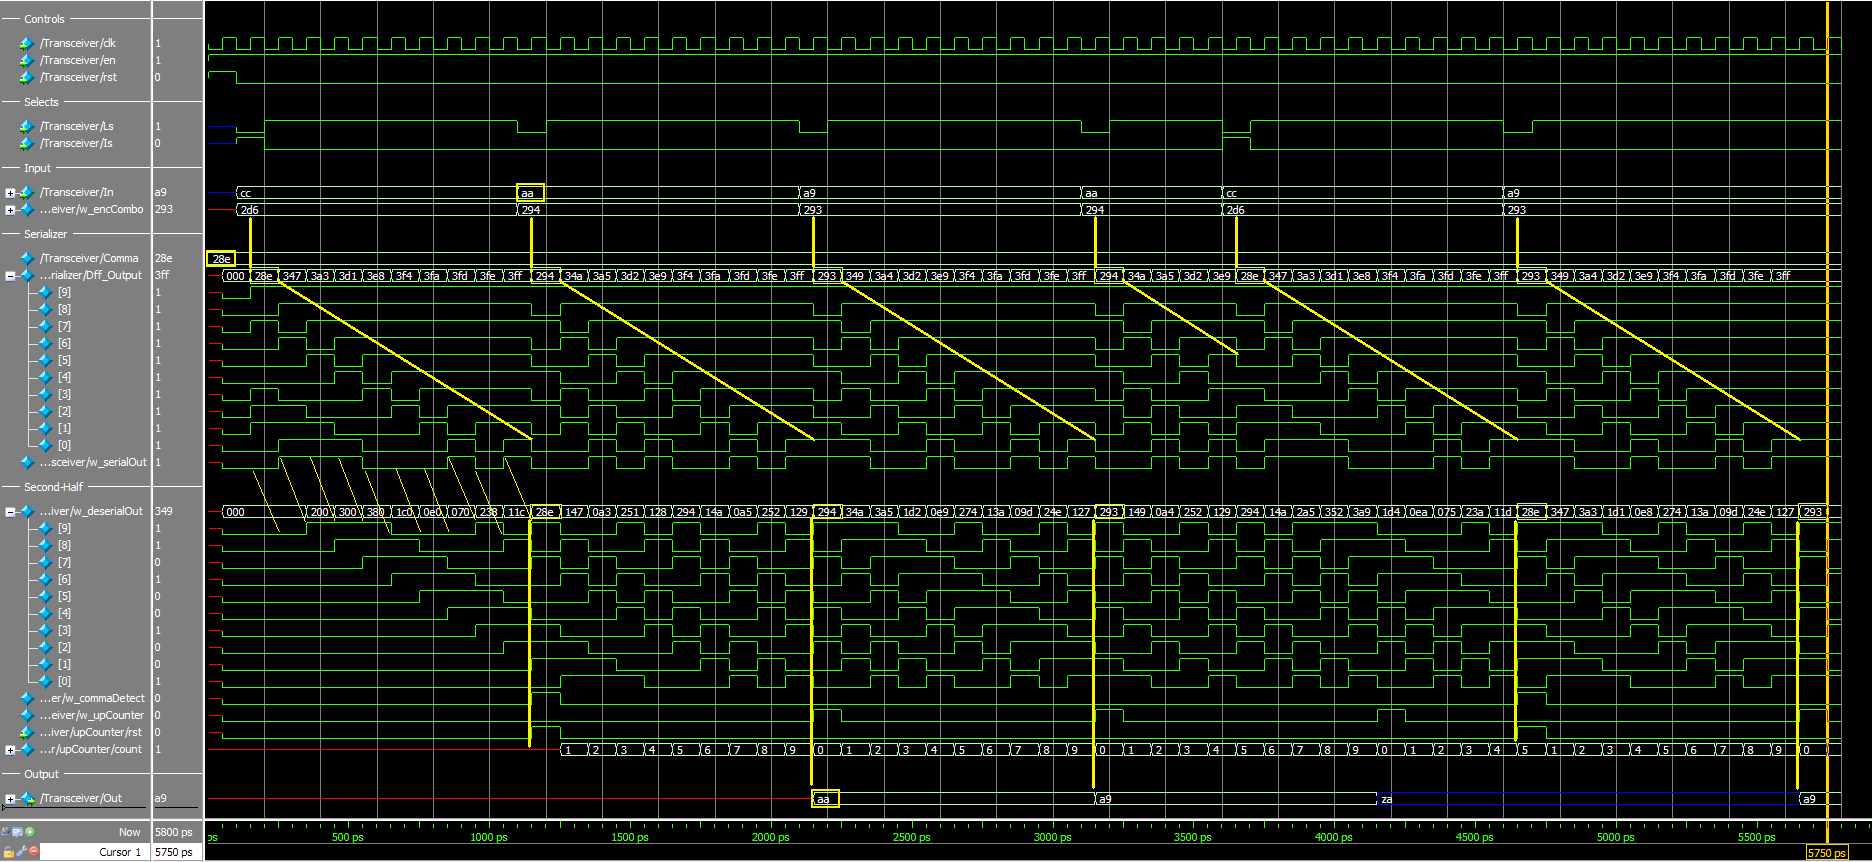 Controls
/Transceiver/clk 1
/Transceiver/en 1
/Transceiver/rst 0
Selects
/Transceiver/Ls 1
/Transceiver/Is 0
Input
/Transceiver/In a9 cc aa a9 aa cc a9
...eiver/w_encCombo 293 2d6 294 293 294 2d6 293
Serializer
/Transceiver/Comma 28e 28e
...rializer/Dff_Output 3ff 000 28e 347 3a3 3d1 3e8 3f4 3fa 3fd 3fe 3ff 294 34a 3a5 3d2 3e9 3f4 3fa 3fd 3fe 3ff 293 349 3a4 3d2 3e9 3f4 3fa 3fd 3fe 3ff 294 34a 3a5 3d2 3e9 28e 347 3a3 3d1 3e8 3f4 3fa 3fd 3fe 3ff 293 349 3a4 3d2 3e9 3f4 3fa 3fd 3fe 3ff
[9] 1
[8] 1
[7] 1
[6] 1
[5] 1
[4] 1
[3] 1
[2] 1
[1] 1
[0] 1
...sceiver/w_serialOut 1
Second-Half
...iver/w_deserialOut 349 000 200 300 380 1c0 0e0 070 238 11c 28e 147 0a3 251 128 294 14a 0a5 252 129 294 34a 3a5 1d2 0e9 274 13a 09d 24e 127 293 149 0a4 252 129 294 14a 2a5 352 3a9 1d4 0ea 075 23a 11d 28e 347 3a3 1d1 0e8 274 13a 09d 24e 127 293
[9] 1
[8] 1
[7] 0
[6] 1
[5] 0
[4] 0
[3] 1
[2] 0
[1] 0
[0] 1
...er/w_commaDetect 0
...eiver/w_upCounter 0
...iver/upCounter/rst 0
...r/upCounter/count 1 1 2 3 4 5 6 7 8 9 0 1 2 3 4 5 6 7 8 9 0 1 2 3 4 5 6 7 8 9 0 1 2 3 4 5 1 2 3 4 5 6 7 8 9 0
Output
/Transceiver/Out a9 aa a9 za a9
Now 5800 ps ps 500 ps 1000 ps 1500 ps 2000 ps 2500 ps 3000 ps 3500 ps 4000 ps 4500 ps 5000 ps 5500 ps
Cursor 1 5750 ps 5750 ps